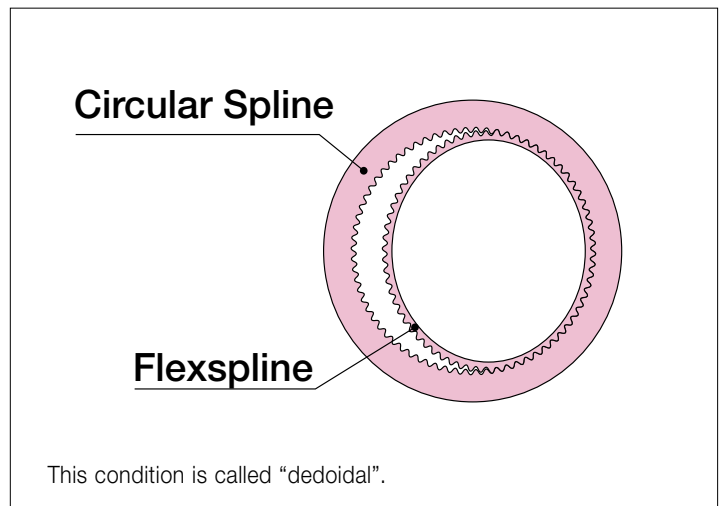 Circular Spline
Flexspline
This condition is called “dedoidal”.